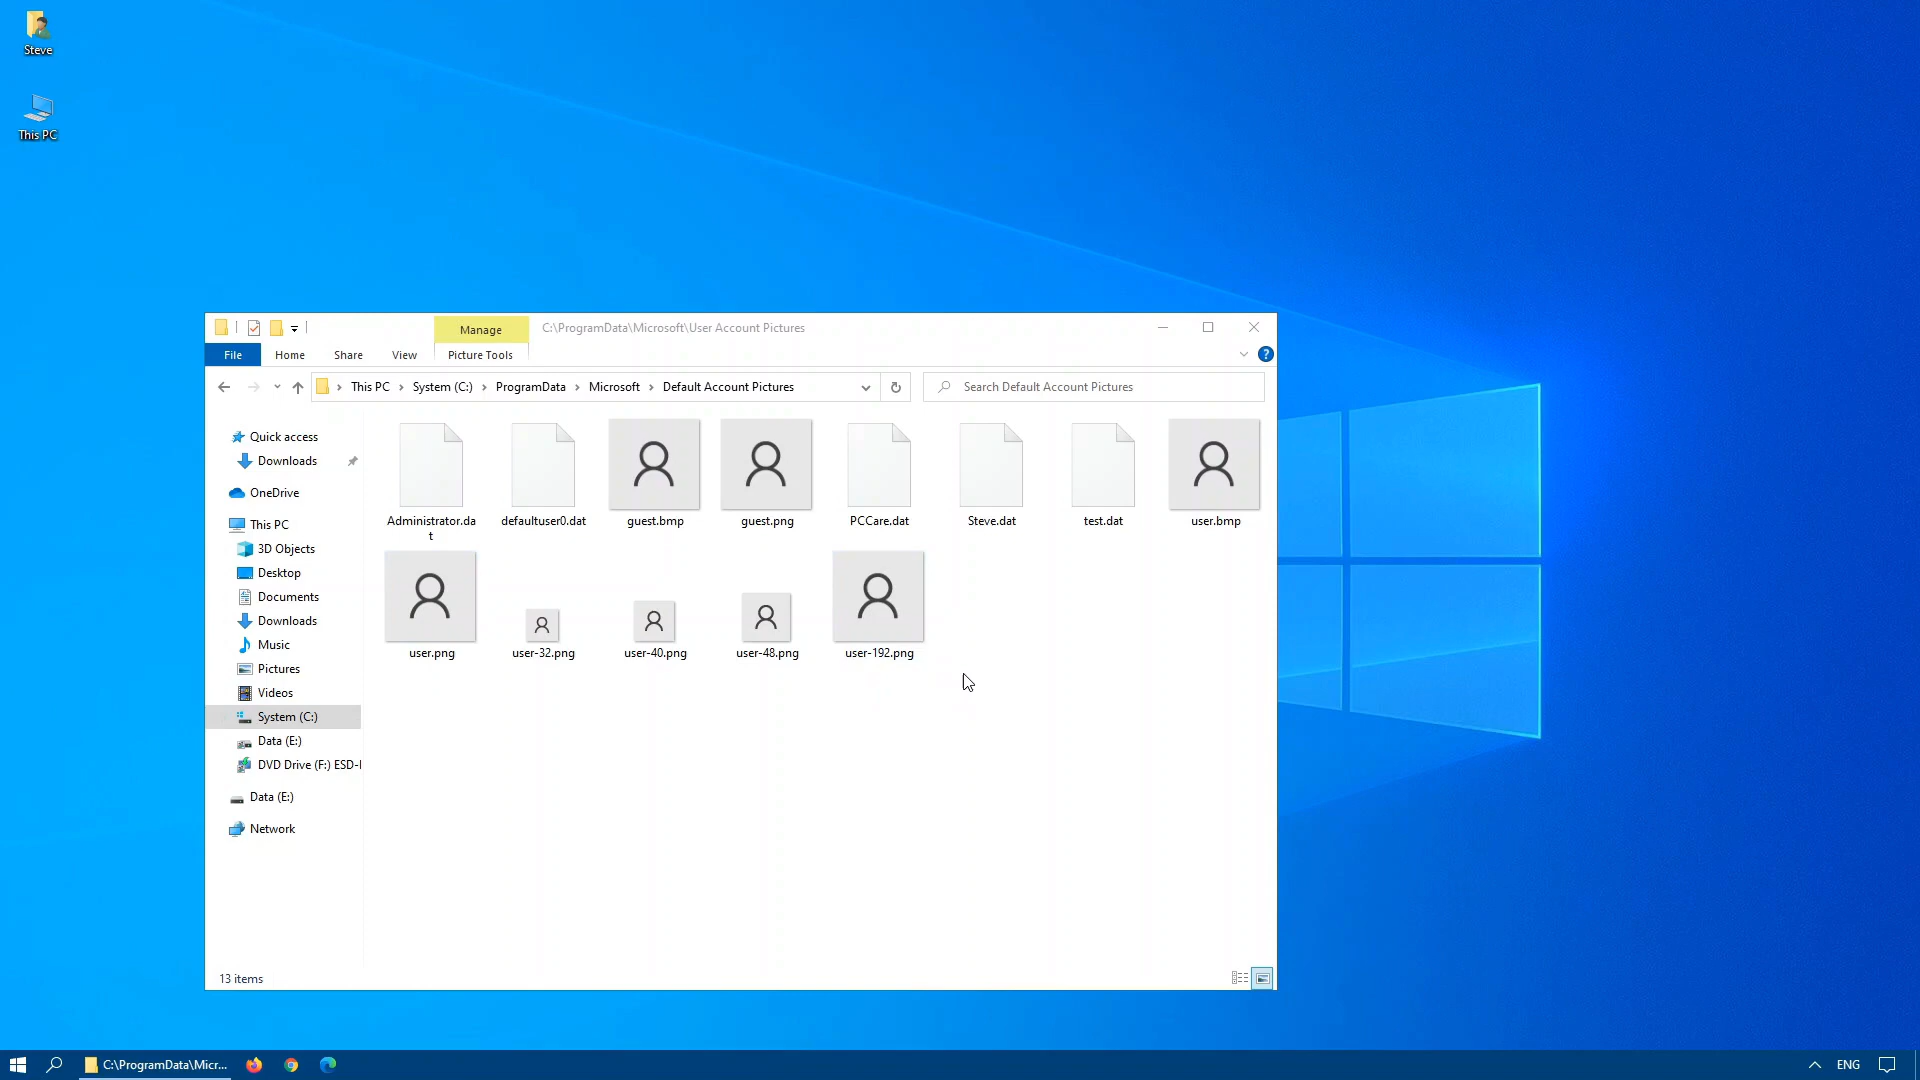 Steve
This PC
Manage
C:\ProgramData\Microsoft\User Account Pictures
File
Home
Share
View
Picture Tools
This PC
System (C:)
ProgramData
Microsoft
Default Account Pictures
Search Default Account Pictures
Quick access
Downloads
OneDrive
This PC
3D Objects
Desktop
Documents
Downloads
Music
Pictures
Videos
System (C:)
Data (E:)
DVD Drive (F:) ESD-I
Data (E:)
Network
Administrator.da
t
defaultuser0.dat
guest.bmp
guest.png
PCCare.dat
Steve.dat
test.dat
user.bmp
user.png
user-32.png
user-40.png
user-48.png
user-192.png
13 items
C:\ProgramData\Micr...
ENG